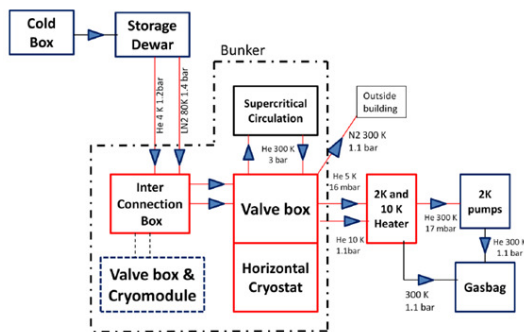 Cold
Box
Storage
Dewar
Bunker
He 4 K 1.2bar
LN2 80K 1.4 bar
Supercritical
Circulation
Outside
building
N2 300 K
1.1 bar
He 300 K
3 bar
Inter
Connection
Box
Valve box
He 5 K
16 mbar
2K and
10 K
Heater
He 300 K
17 mbar
2K
pumps
He 10 K
1.1bar
He 300 K
1.1 bar
Valve box &
Cryomodule
Horizontal
Cryostat
300 K
1.1 bar
Gasbag